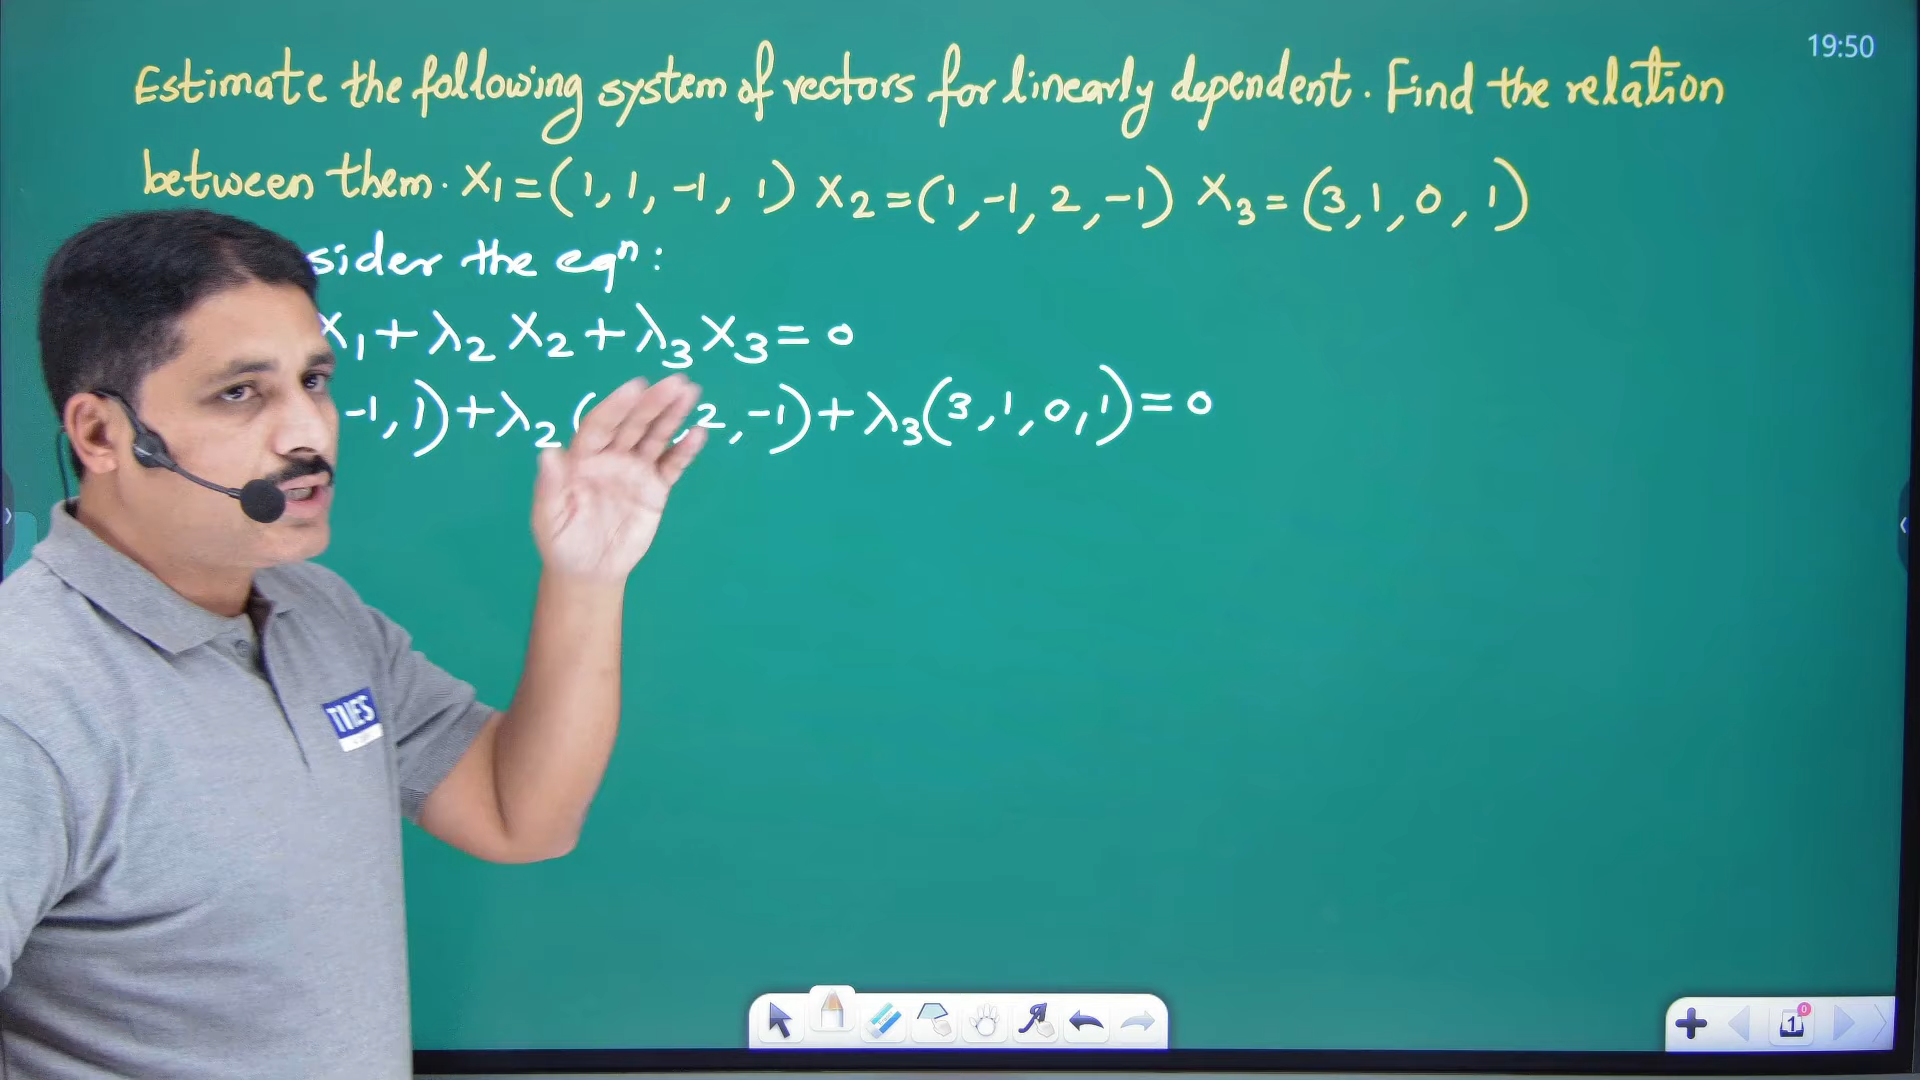 19:50
Estimate the following system of vectors for linearly dependent. Find the relation
between them. X₁ = (1, 1, -1, 1) X₂ = (1, -1, 2, -1) X₃ = (3, 1, 0, 1)
sider the eqⁿ:
X₁ + λ₂ X₂ + λ₃ X₃ = 0
-1, 1) + λ₂ ( , 2, -1) + λ₃ (3, 1, 0, 1) = 0
1
0